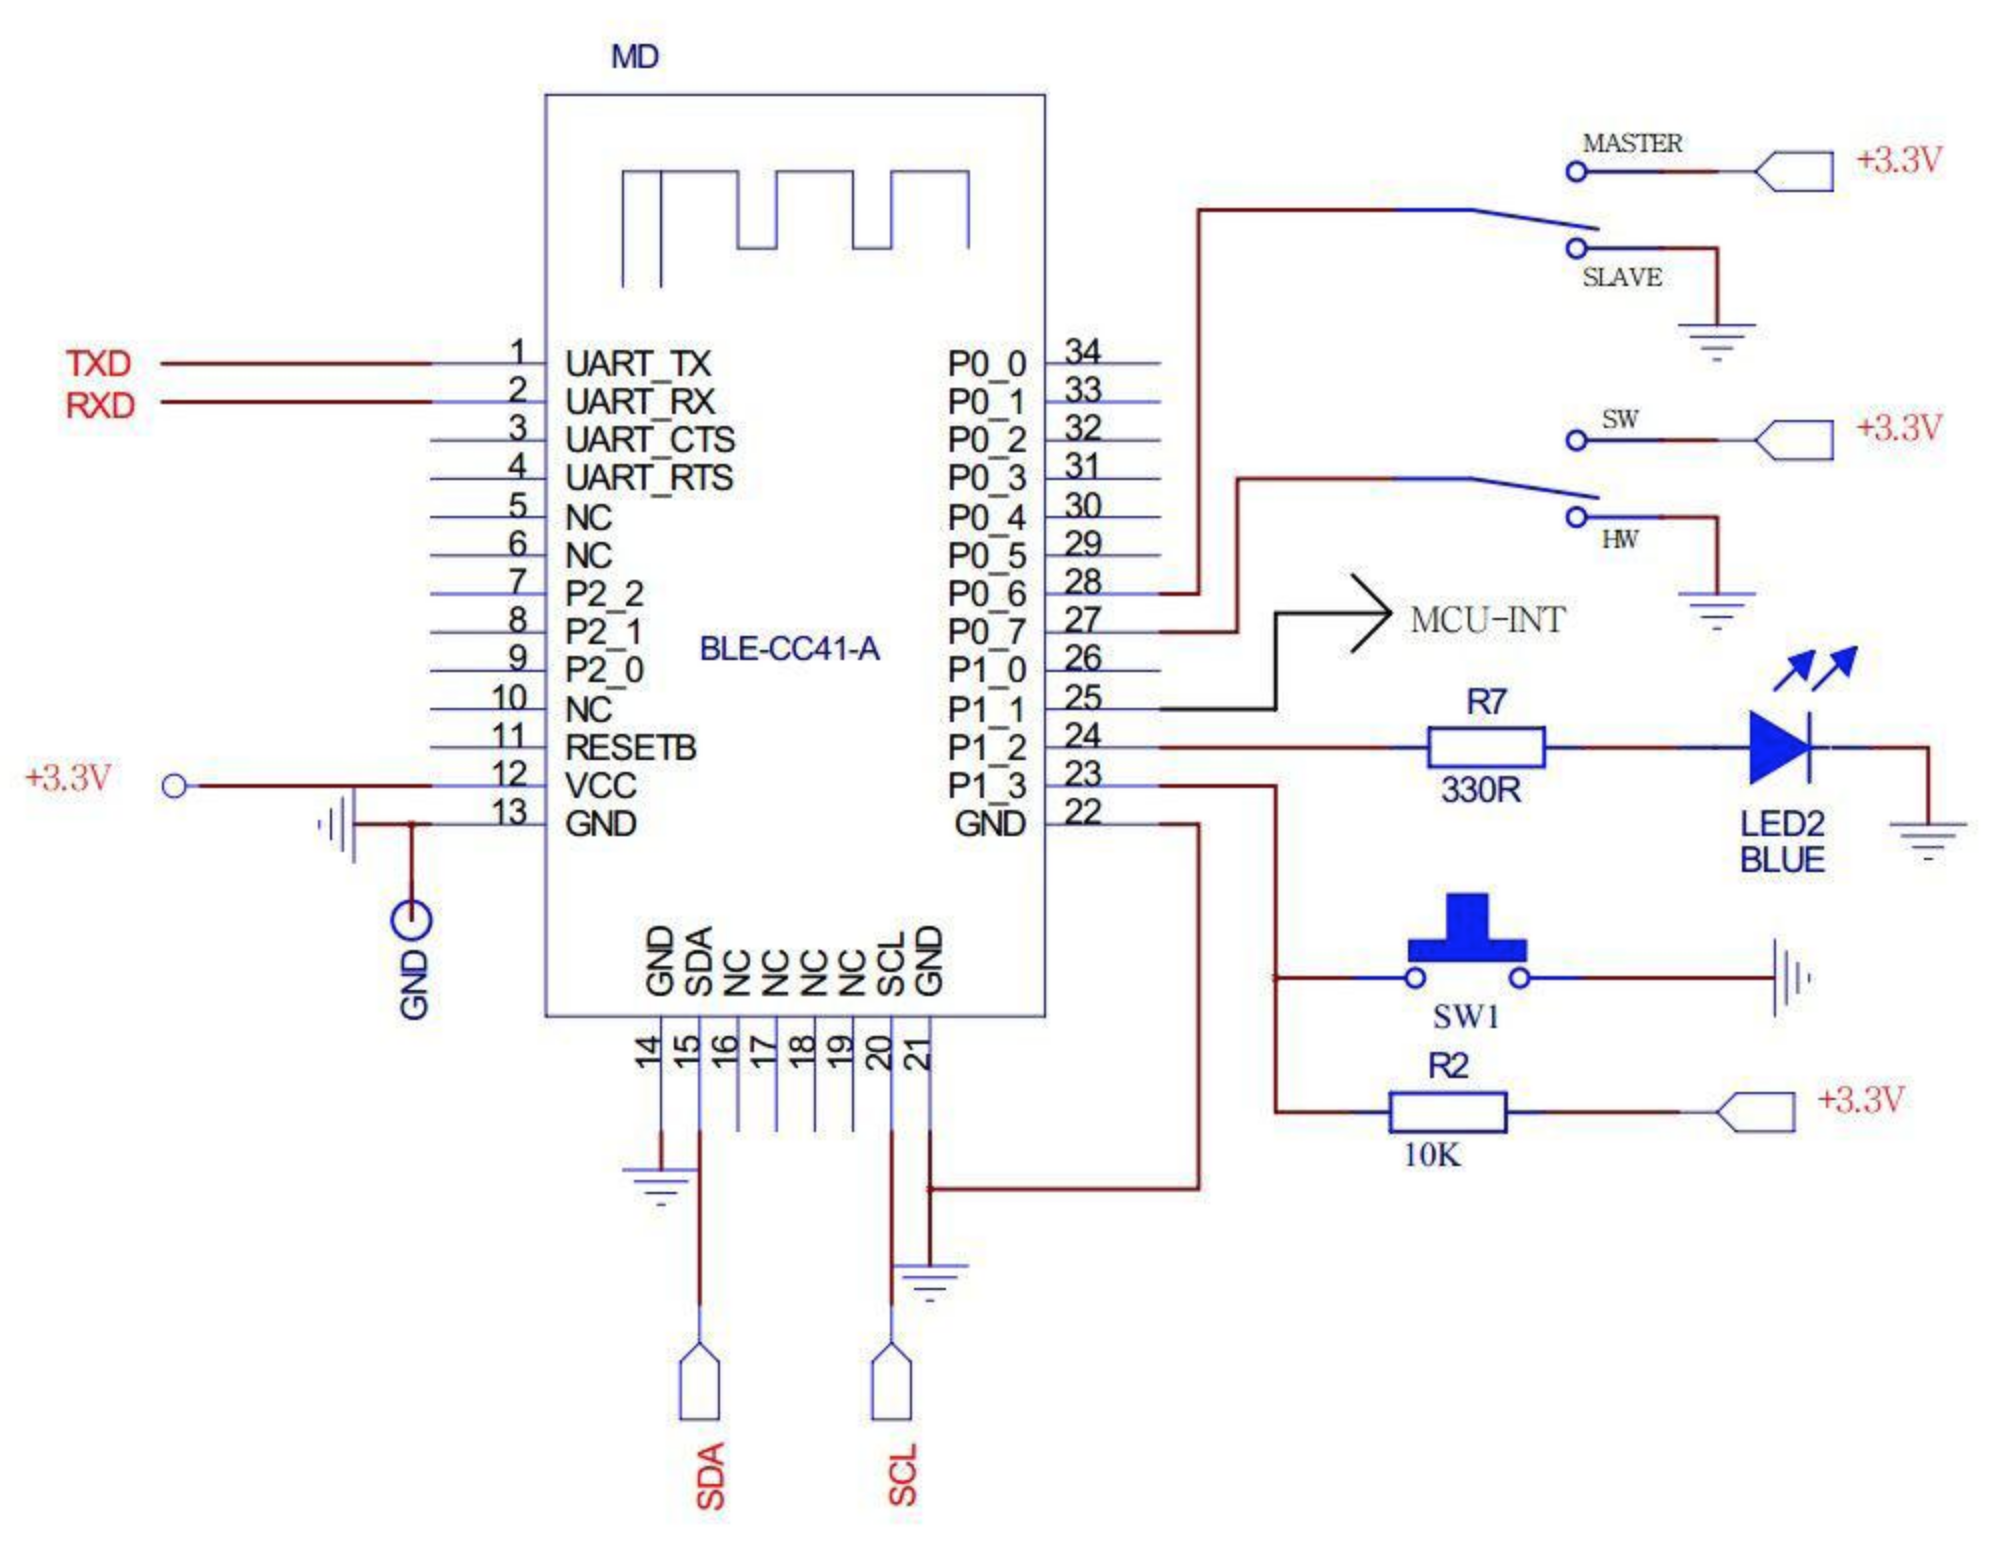 MD
MASTER
+3.3V
SLAVE
TXD
RXD
1 UART_TX
2 UART_RX
3 UART_CTS
4 UART_RTS
5 NC
6 NC
7 P2_2
8 P2_1
9 P2_0
10 NC
11 RESETB
12 VCC
13 GND
BLE-CC41-A
P0_0 34
P0_1 33
P0_2 32
P0_3 31
P0_4 30
P0_5 29
P0_6 28
P0_7 27
P1_0 26
P1_1 25
P1_2 24
P1_3 23
GND 22
SW
+3.3V
HW
MCU-INT
R7
330R
LED2
BLUE
+3.3V
GND
GND
SDA
NC
NC
NC
NC
SCL
GND
14
15
16
17
18
19
20
21
SW1
R2
10K
+3.3V
SDA
SCL